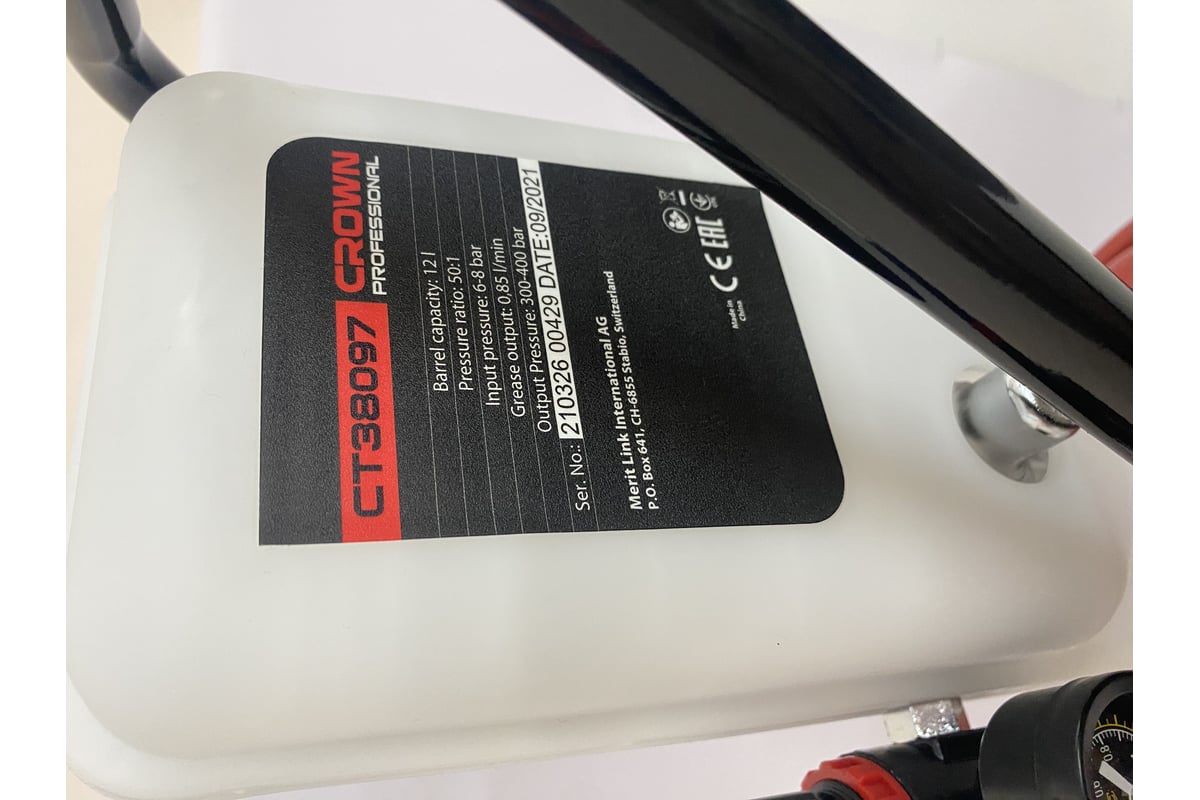 CT38097 CROWN
PROFESSIONAL
Barrel capacity: 12 l
Pressure ratio: 50:1
Input pressure: 6-8 bar
Grease output: 0,85 l/min
Output Pressure: 300-400 bar
Ser. No.: 210326 00429 DATE:09/2021
Merit Link International AG
P.O. Box 641, CH-6855 Stabio, Switzerland
Made in
China
CE EAC
80